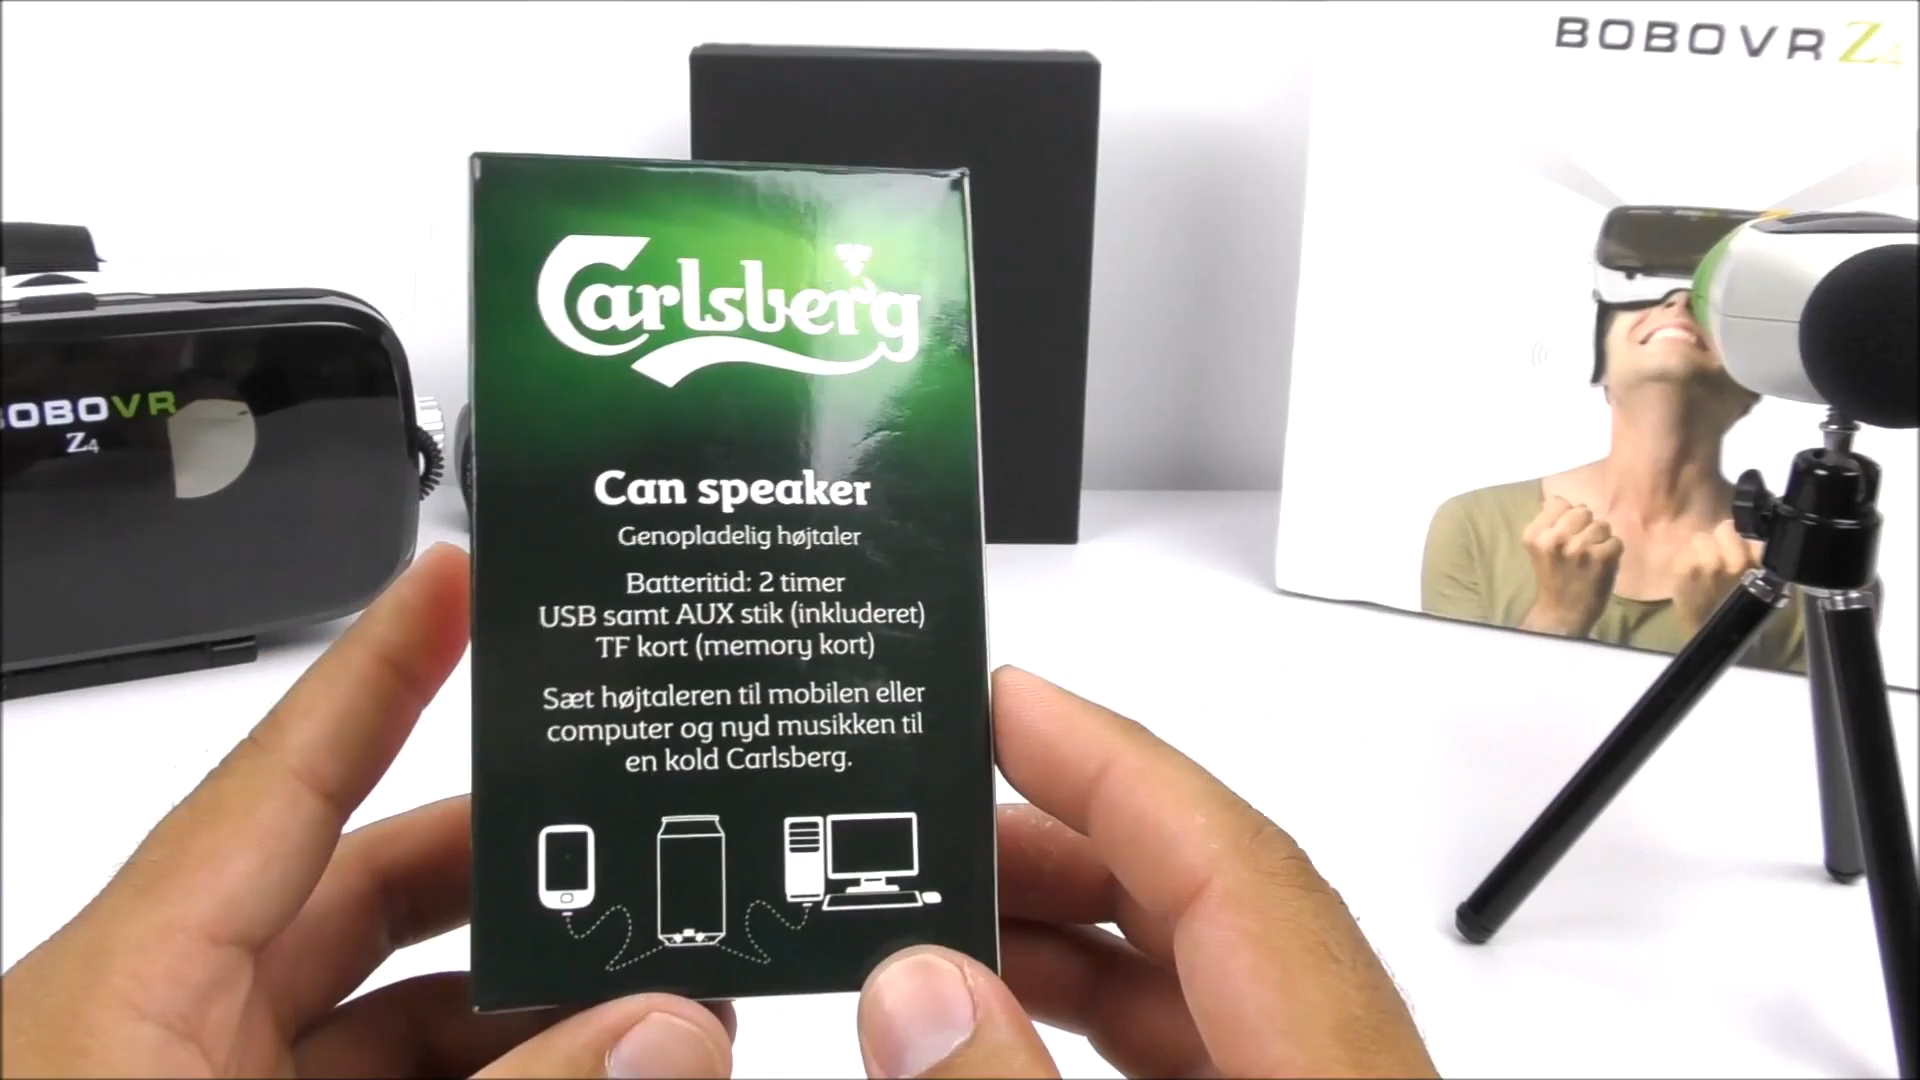 BOBOVR Z4
BOBOVR
Z4
Carlsberg
Can speaker
Genopladelig højtaler
Batteritid: 2 timer
USB samt AUX stik (inkluderet)
TF kort (memory kort)
Sæt højtaleren til mobilen eller
computer og nyd musikken til
en kold Carlsberg.